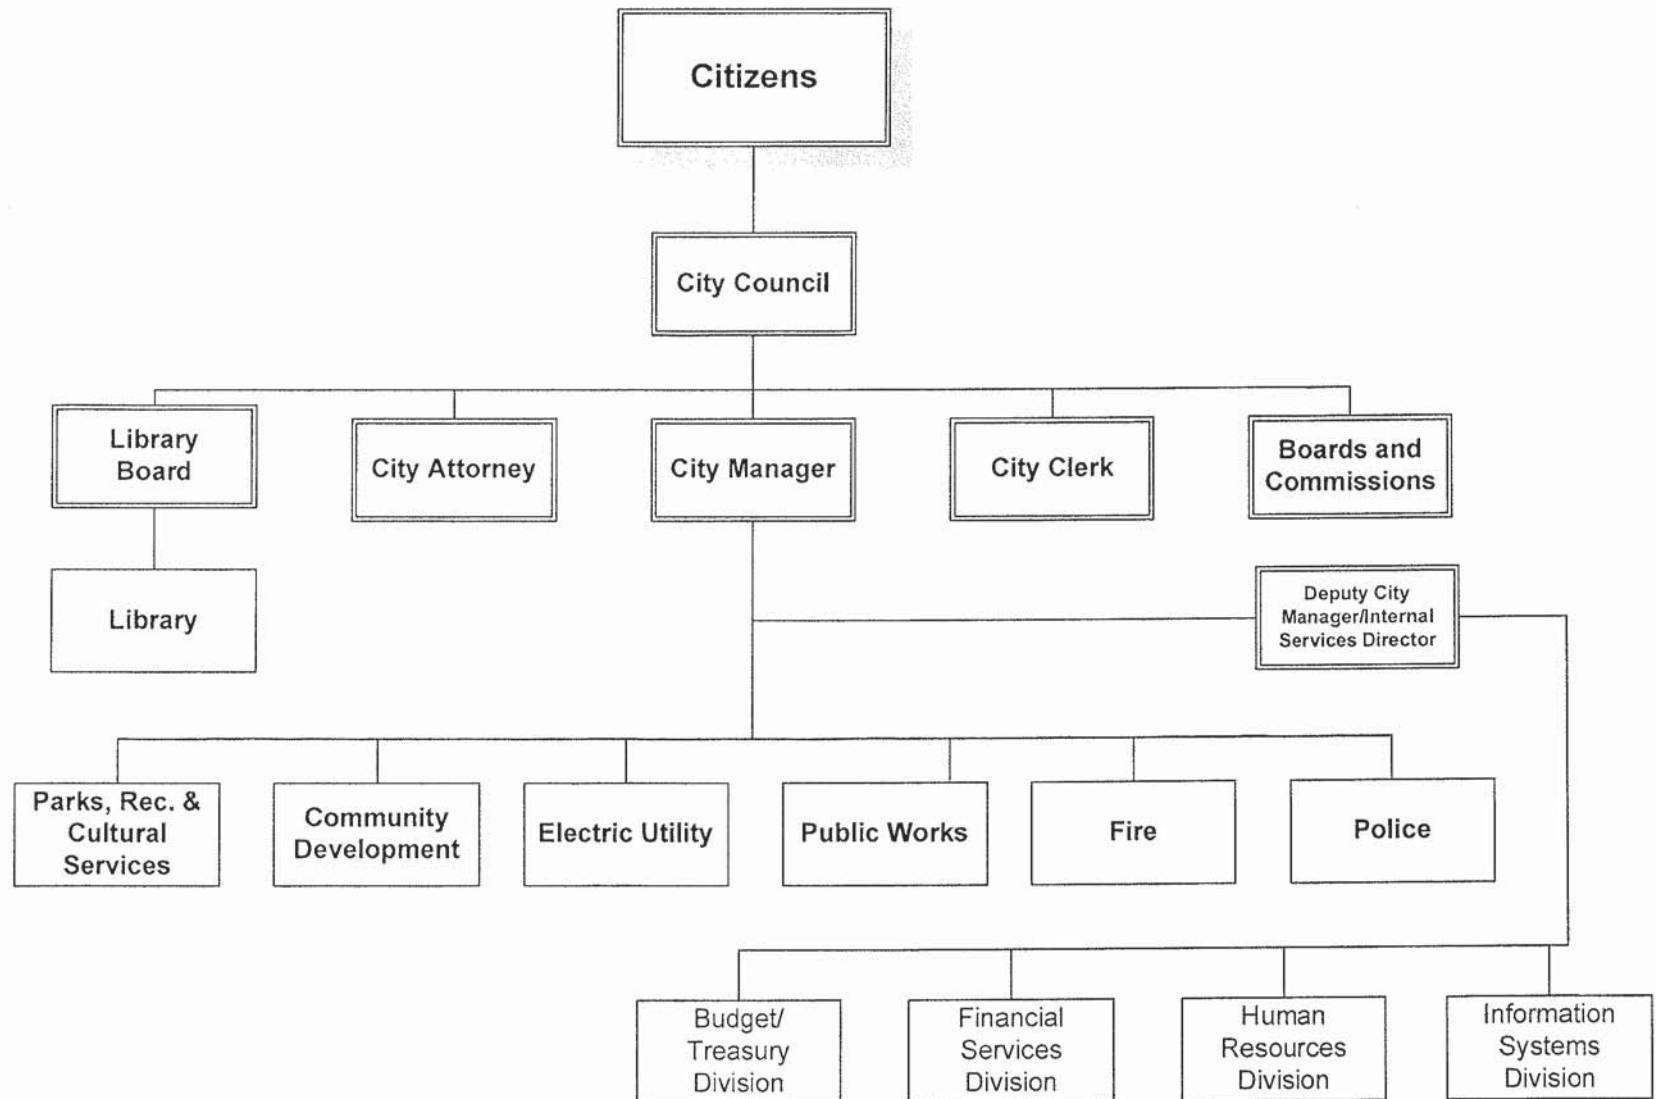 Citizens
City Council
Library
Board
City Attorney
City Manager
City Clerk
Boards and
Commissions
Library
Deputy City
Manager/Internal
Services Director
Parks, Rec. &
Cultural
Services
Community
Development
Electric Utility
Public Works
Fire
Police
Budget/
Treasury
Division
Financial
Services
Division
Human
Resources
Division
Information
Systems
Division